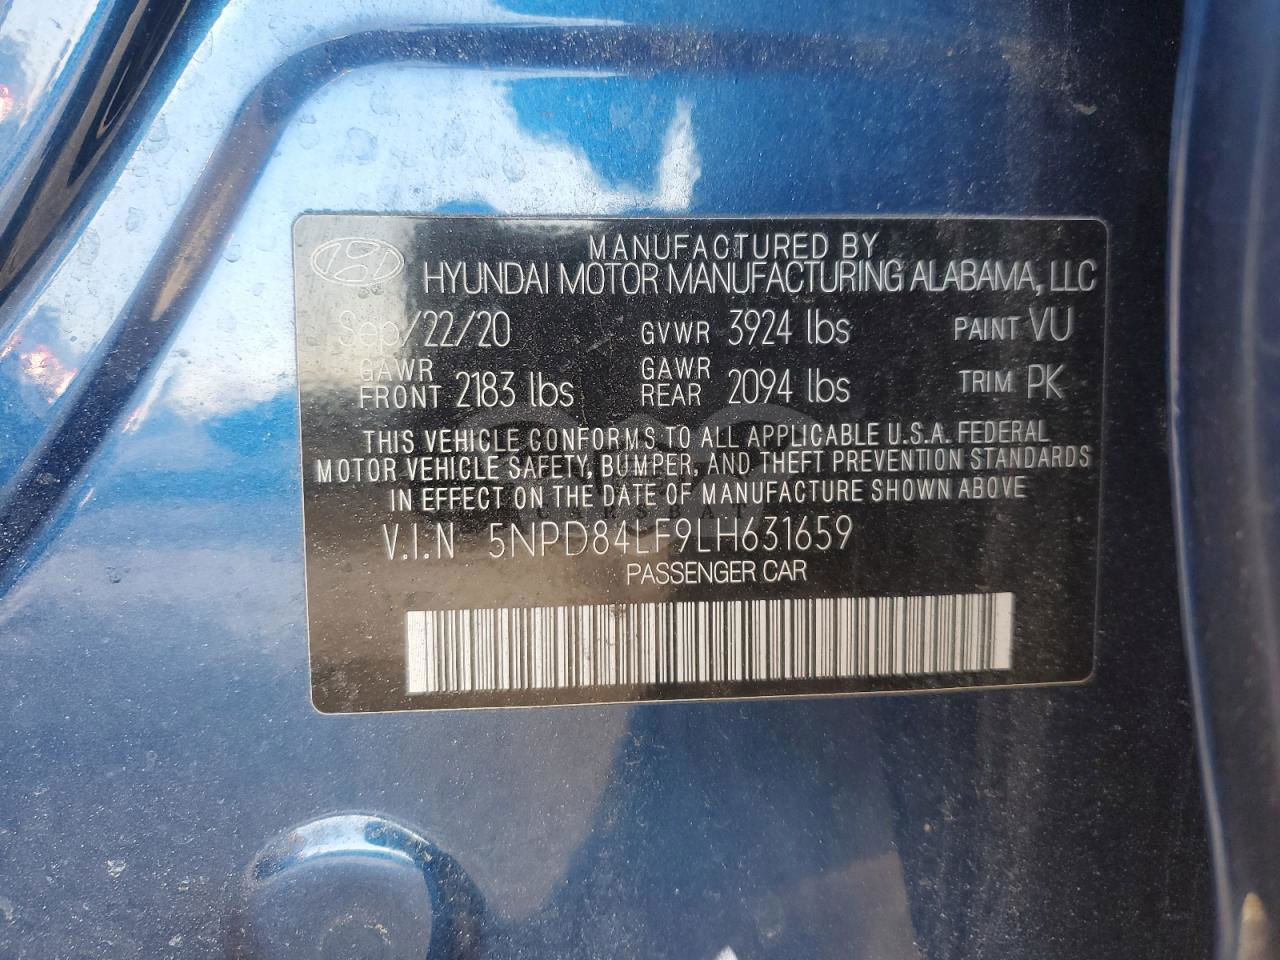 MANUFACTURED BY
HYUNDAI MOTOR MANUFACTURING ALABAMA, LLC
Sep/22/20 GVWR 3924 lbs PAINT VU
GAWR FRONT 2183 lbs GAWR REAR 2094 lbs TRIM PK
THIS VEHICLE CONFORMS TO ALL APPLICABLE U.S.A. FEDERAL
MOTOR VEHICLE SAFETY, BUMPER, AND THEFT PREVENTION STANDARDS
IN EFFECT ON THE DATE OF MANUFACTURE SHOWN ABOVE
CARSBAT
V.I.N 5NPD84LF9LH631659
PASSENGER CAR